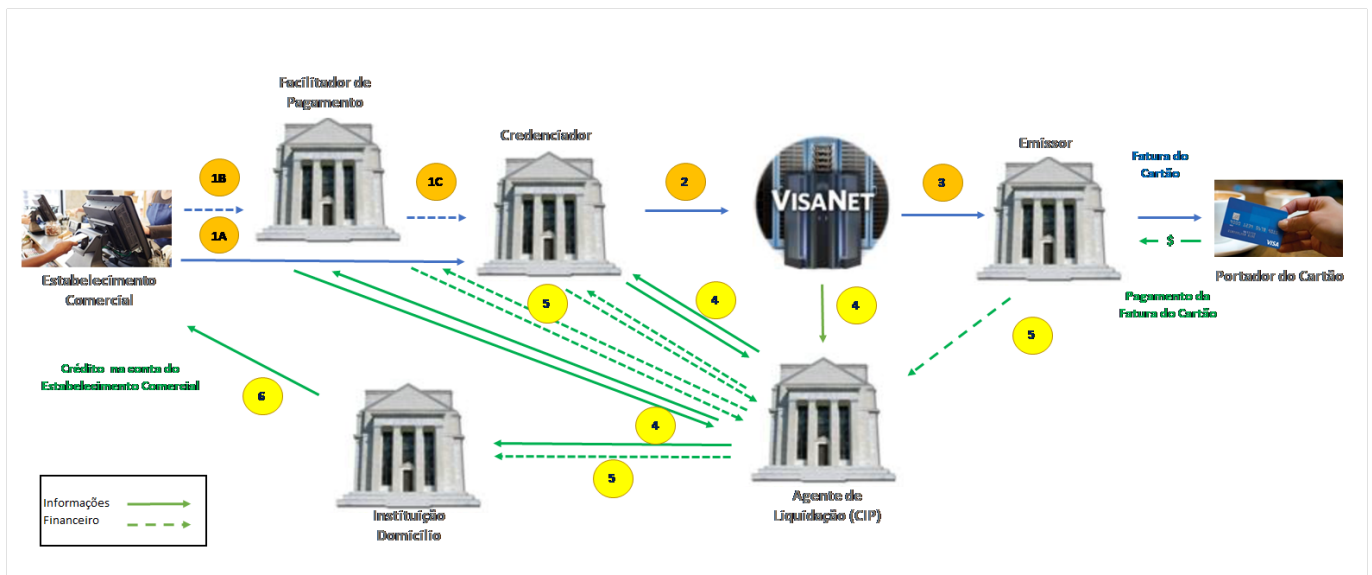 Facilitador de
Pagamento
Credenciador
Emissor
1B
1C
2
3
Fatura do
Cartão
VISANET
1A
$
VISA
Estabelecimento
Comercial
Portador do Cartão
5
4
4
Pagamento da
Fatura do Cartão
5
Crédito na conta do
Estabelecimento Comercial
6
4
5
Informações
Financeiro
Instituição
Domicílio
Agente de
Liquidação (CIP)